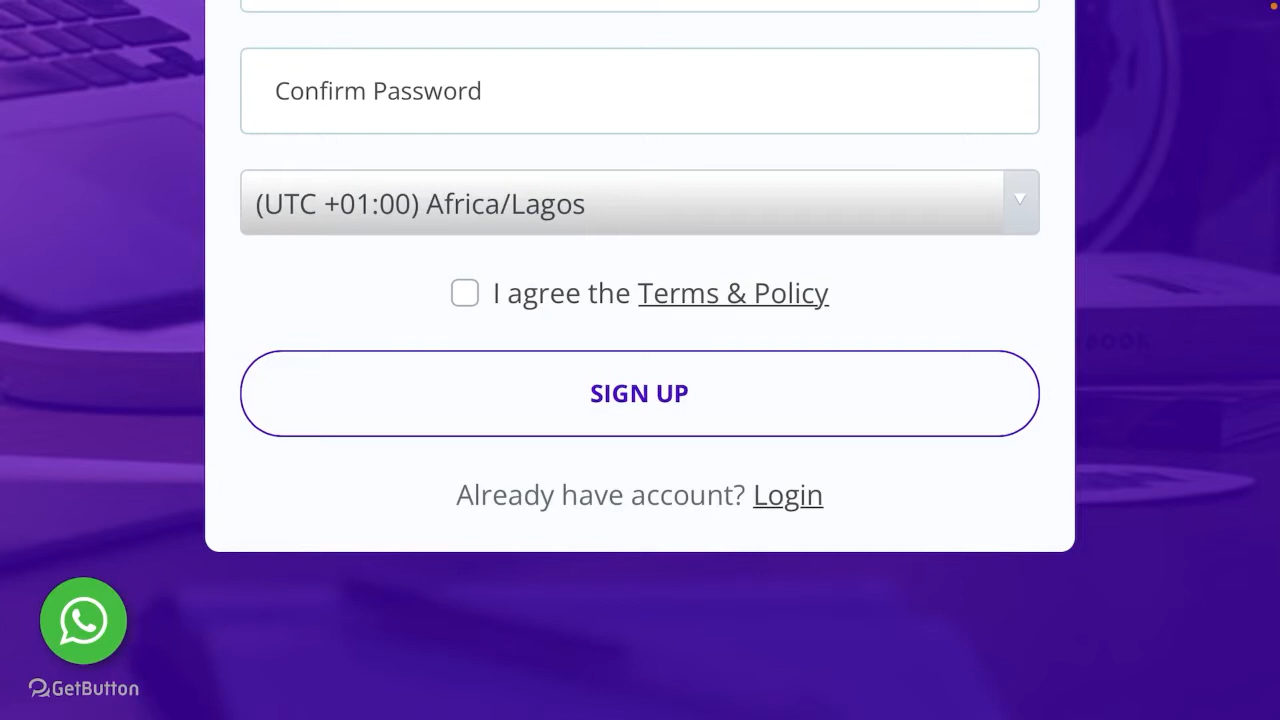 Confirm Password
(UTC +01:00) Africa/Lagos
I agree the Terms & Policy
SIGN UP
Already have account? Login
GetButton